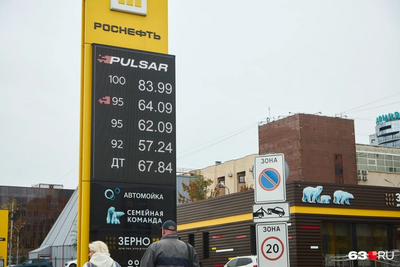 РОСНЕФТЬ
PULSAR
100 83.99
95 64.09
95 62.09
92 57.24
ДТ 67.84
АВТОМОЙКА
СЕМЕЙНАЯ
КОМАНДА
ЗЕРНО
ЗОНА
ЗОНА
20
63.RU